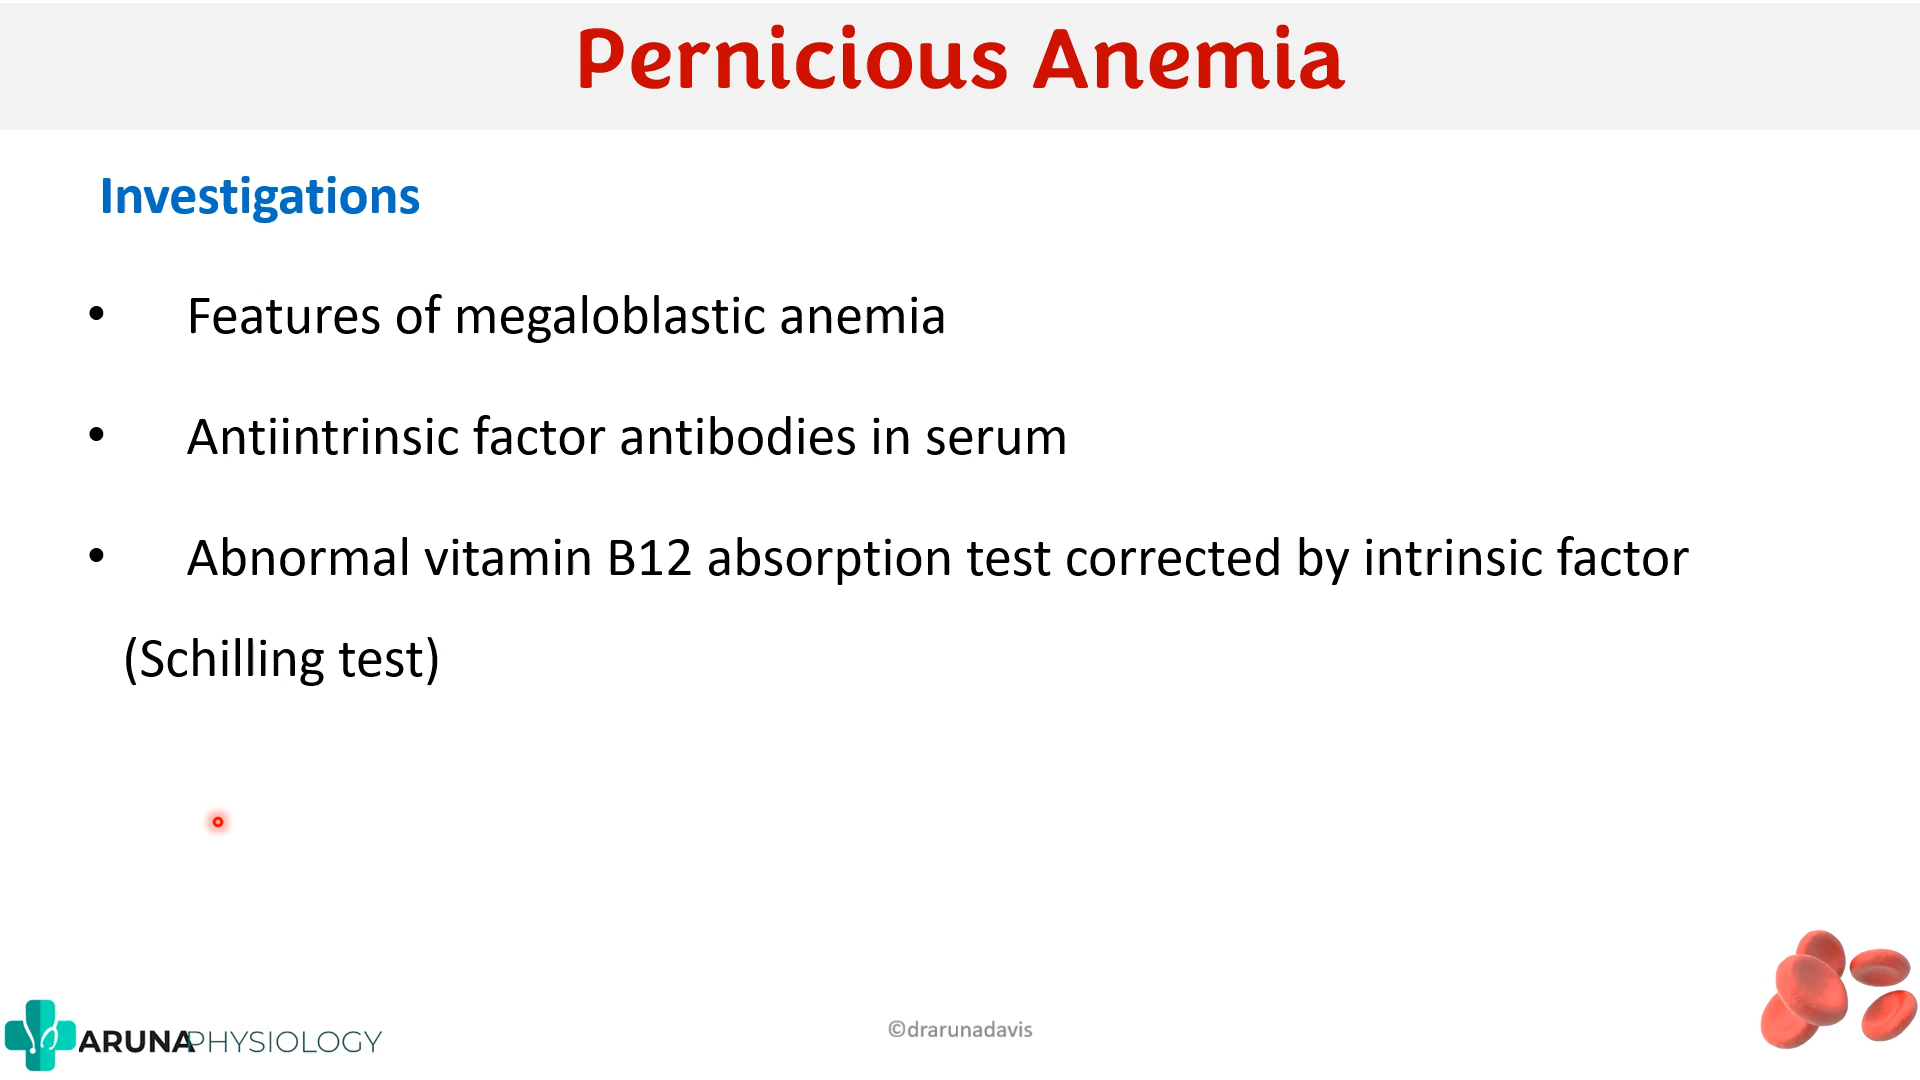 Pernicious Anemia
Investigations
• Features of megaloblastic anemia
• Antiintrinsic factor antibodies in serum
• Abnormal vitamin B12 absorption test corrected by intrinsic factor
(Schilling test)
ARUNAPHYSIOLOGY
©drarunadavis